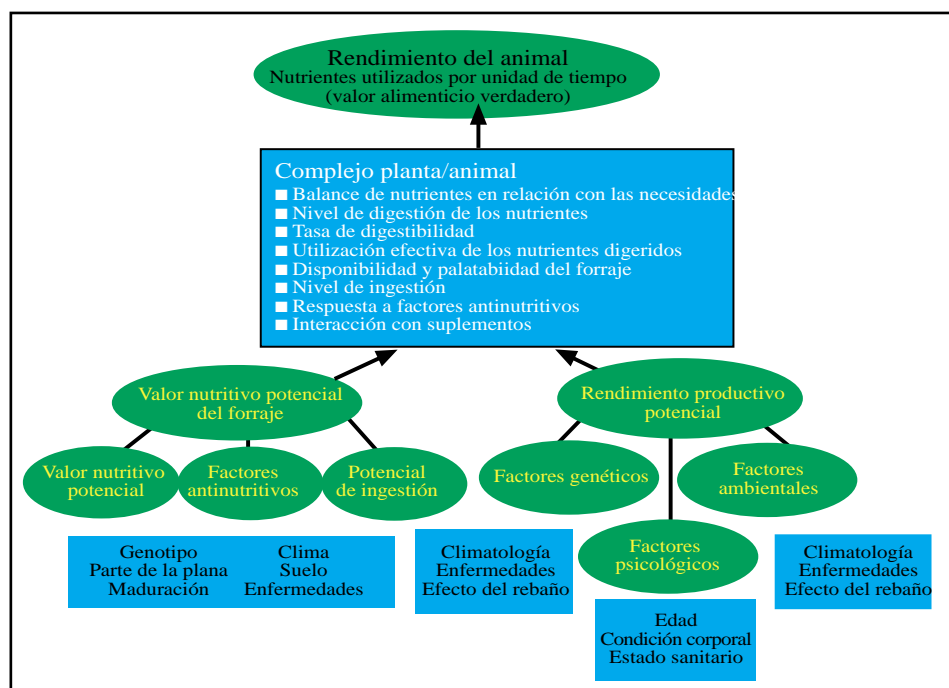 Rendimiento del animal
Nutrientes utilizados por unidad de tiempo
(valor alimenticio verdadero)
Complejo planta/animal
■ Balance de nutrientes en relación con las necesidades
■ Nivel de digestión de los nutrientes
■ Tasa de digestibilidad
■ Utilización efectiva de los nutrientes digeridos
■ Disponibilidad y palatabiidad del forraje
■ Nivel de ingestión
■ Respuesta a factores antinutritivos
■ Interacción con suplementos
Valor nutritivo potencial
del forraje
Rendimiento productivo
potencial
Valor nutritivo
potencial
Factores
antinutritivos
Potencial
de ingestión
Factores genéticos
Factores
ambientales
Factores
psicológicos
Genotipo
Parte de la plana
Maduración
Clima
Suelo
Enfermedades
Climatología
Enfermedades
Efecto del rebaño
Edad
Condición corporal
Estado sanitario
Climatología
Enfermedades
Efecto del rebaño